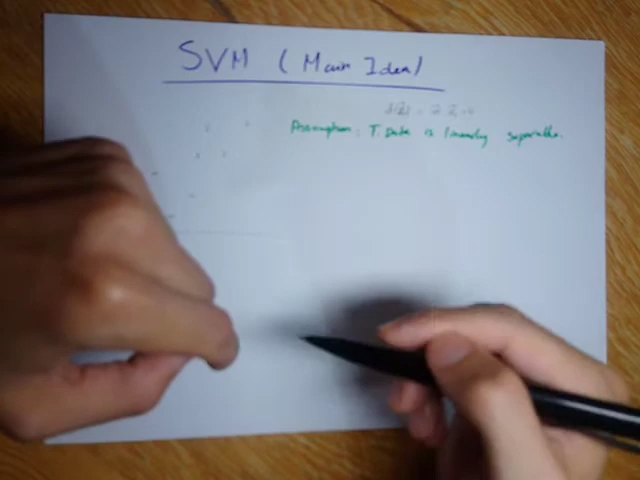 SVM (Main Idea)
Assumption: T. Data is linearly separable.